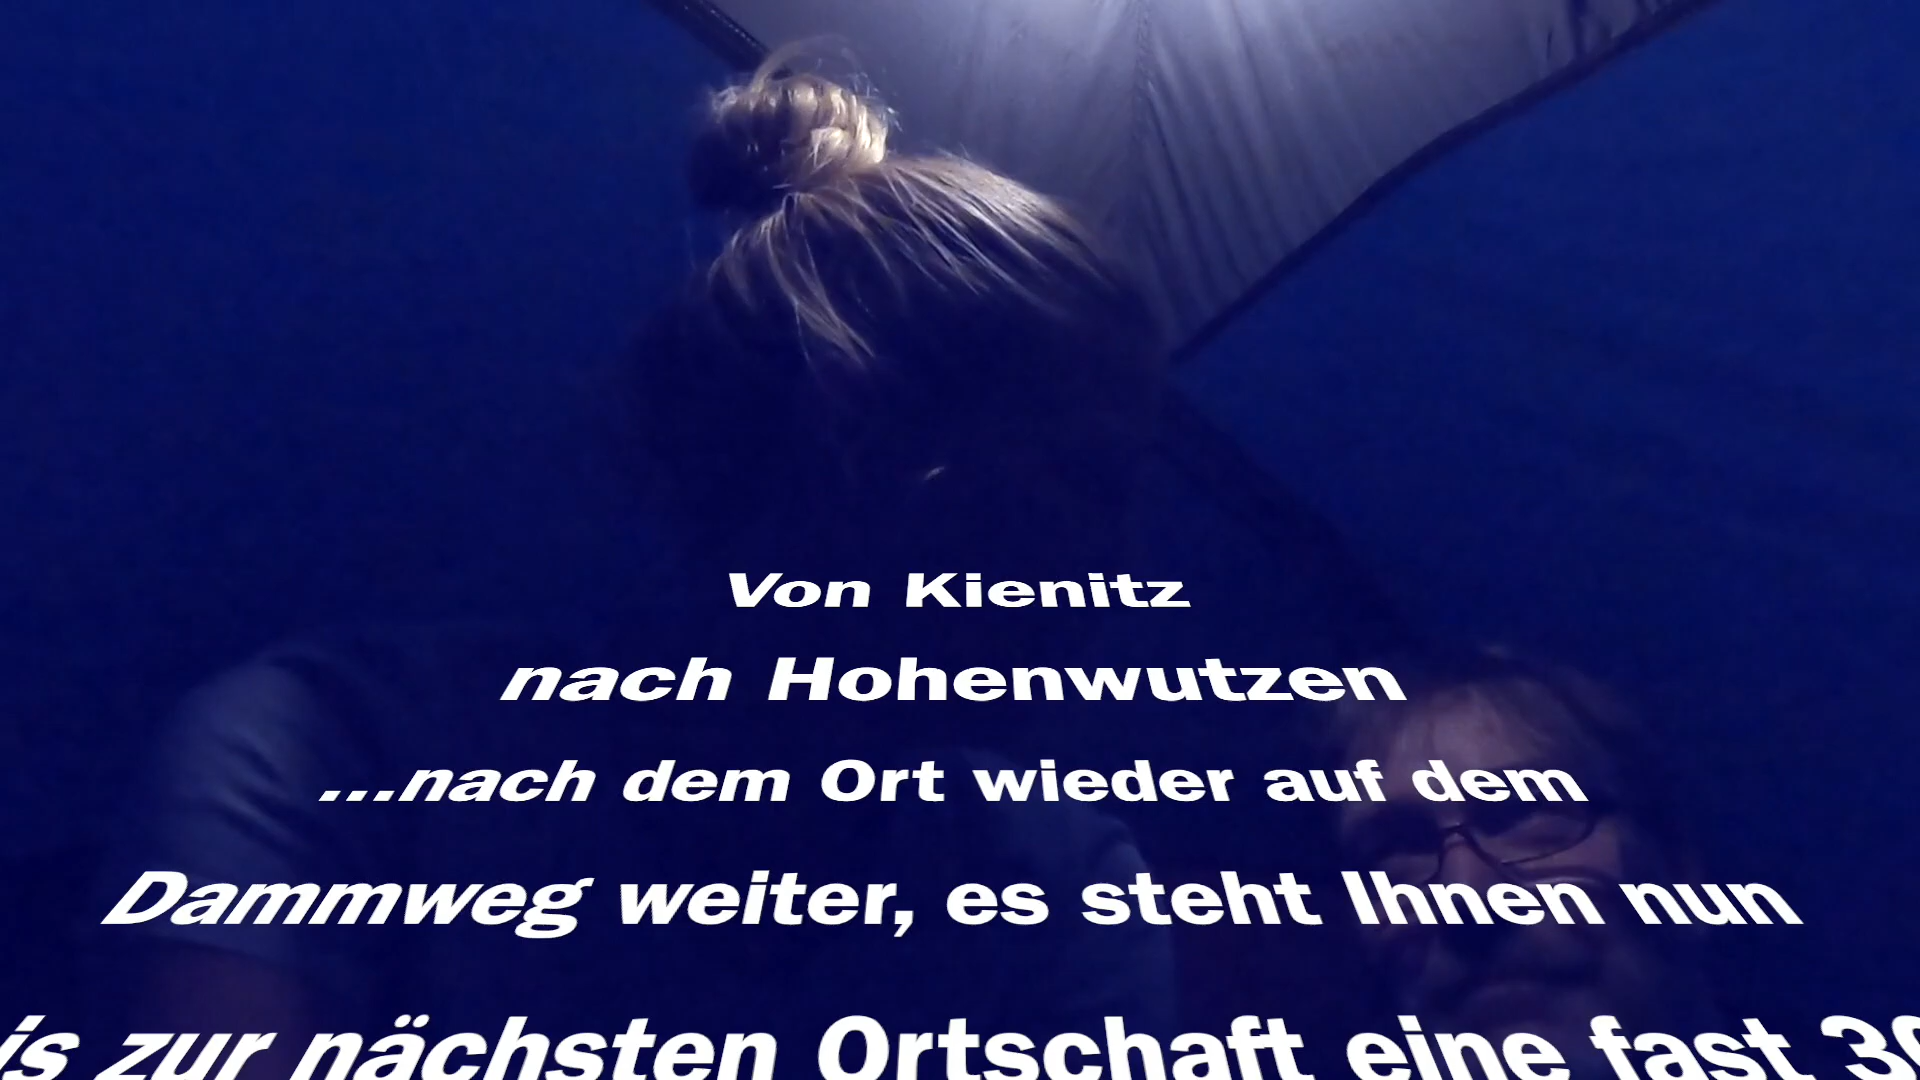 Von Kienitz
nach Hohenwutzen
...nach dem Ort wieder auf dem
Dammweg weiter, es steht Ihnen nun
zur nächsten Ortschaft eine fast